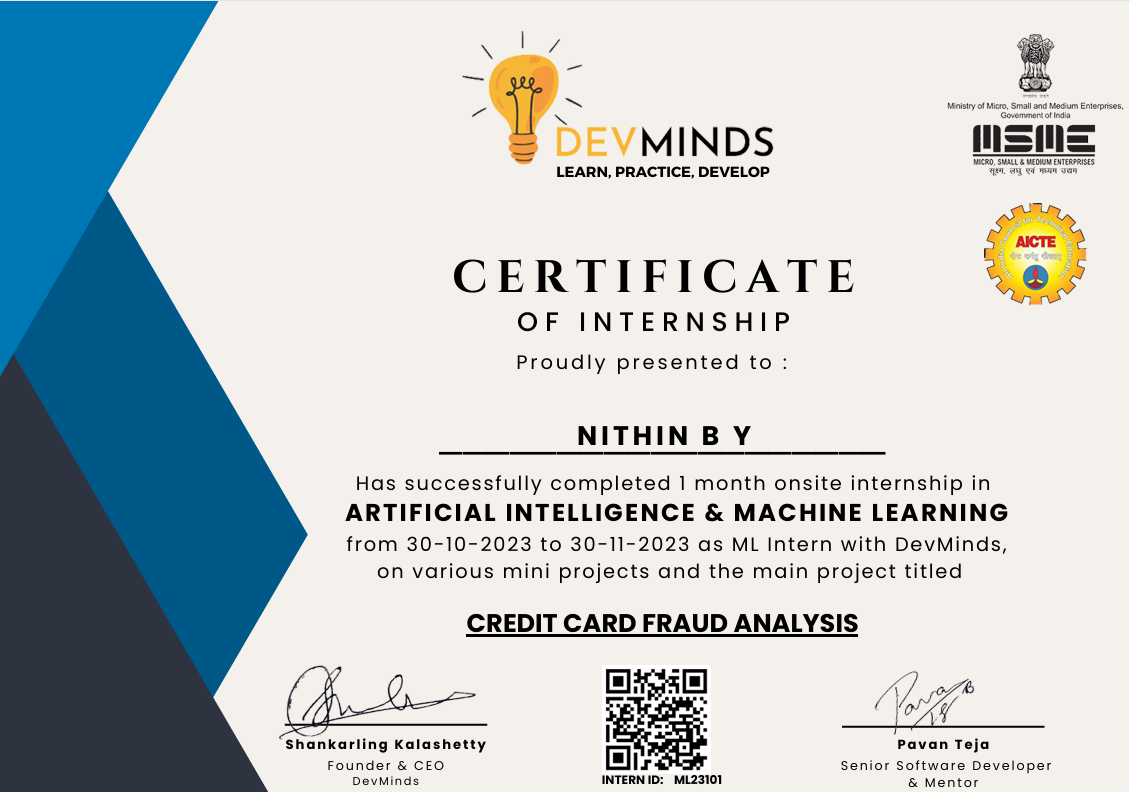 DEVMINDS
LEARN, PRACTICE, DEVELOP
Ministry of Micro, Small and Medium Enterprises,
Government of India
MSME
MICRO, SMALL & MEDIUM ENTERPRISES
सूक्ष्म, लघु एवं मध्यम उद्यम
All India Council for Technical Education
AICTE
CERTIFICATE
OF INTERNSHIP
Proudly presented to :
NITHIN B Y
Has successfully completed 1 month onsite internship in
ARTIFICIAL INTELLIGENCE & MACHINE LEARNING
from 30-10-2023 to 30-11-2023 as ML Intern with DevMinds,
on various mini projects and the main project titled
CREDIT CARD FRAUD ANALYSIS
Shankarling Kalashetty
Founder & CEO
DevMinds
INTERN ID: ML23101
Pavan Teja
Senior Software Developer
& Mentor